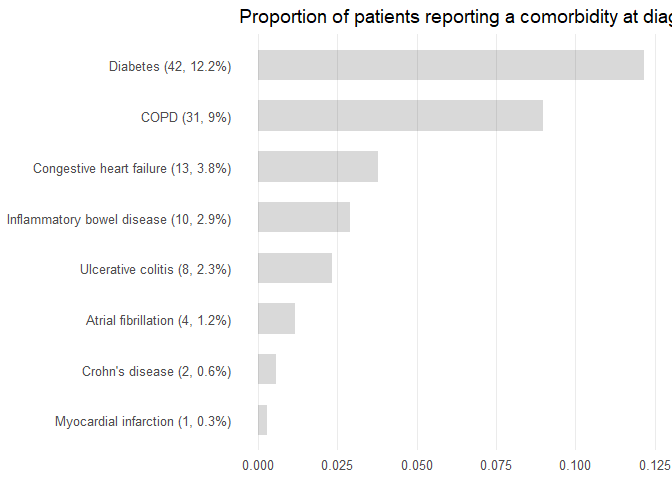 Proportion of patients reporting a comorbidity at diag
Diabetes (42, 12.2%)
COPD (31, 9%)
Congestive heart failure (13, 3.8%)
Inflammatory bowel disease (10, 2.9%)
Ulcerative colitis (8, 2.3%)
Atrial fibrillation (4, 1.2%)
Crohn's disease (2, 0.6%)
Myocardial infarction (1, 0.3%)
0.000 0.025 0.050 0.075 0.100 0.125